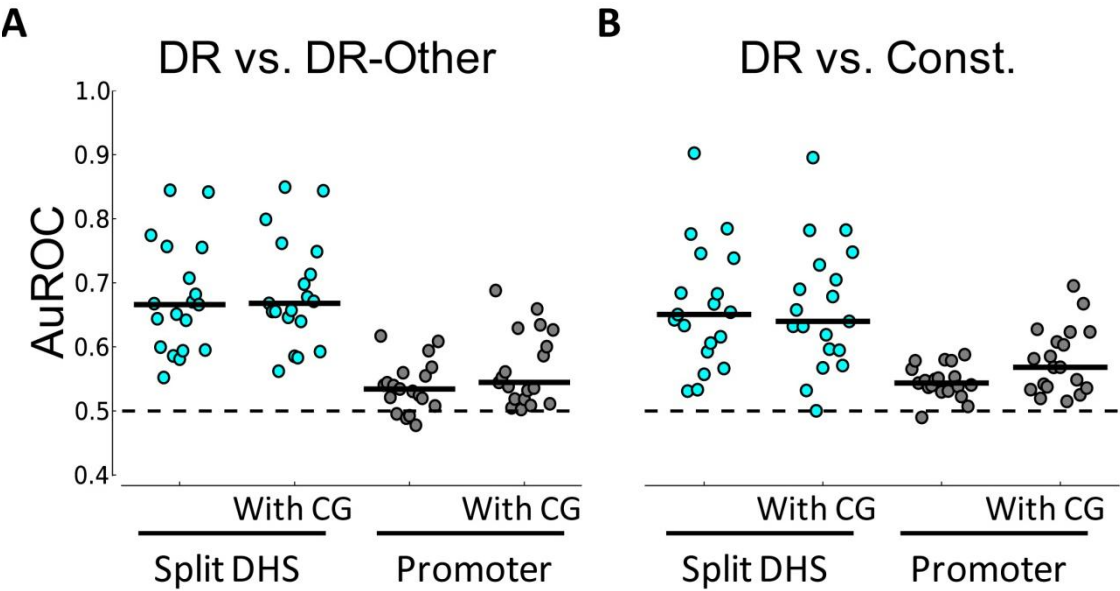 A
B
DR vs. DR-Other
DR vs. Const.
AuROC
1.0
0.9
0.8
0.7
0.6
0.5
0.4
With CG
With CG
With CG
With CG
Split DHS
Promoter
Split DHS
Promoter